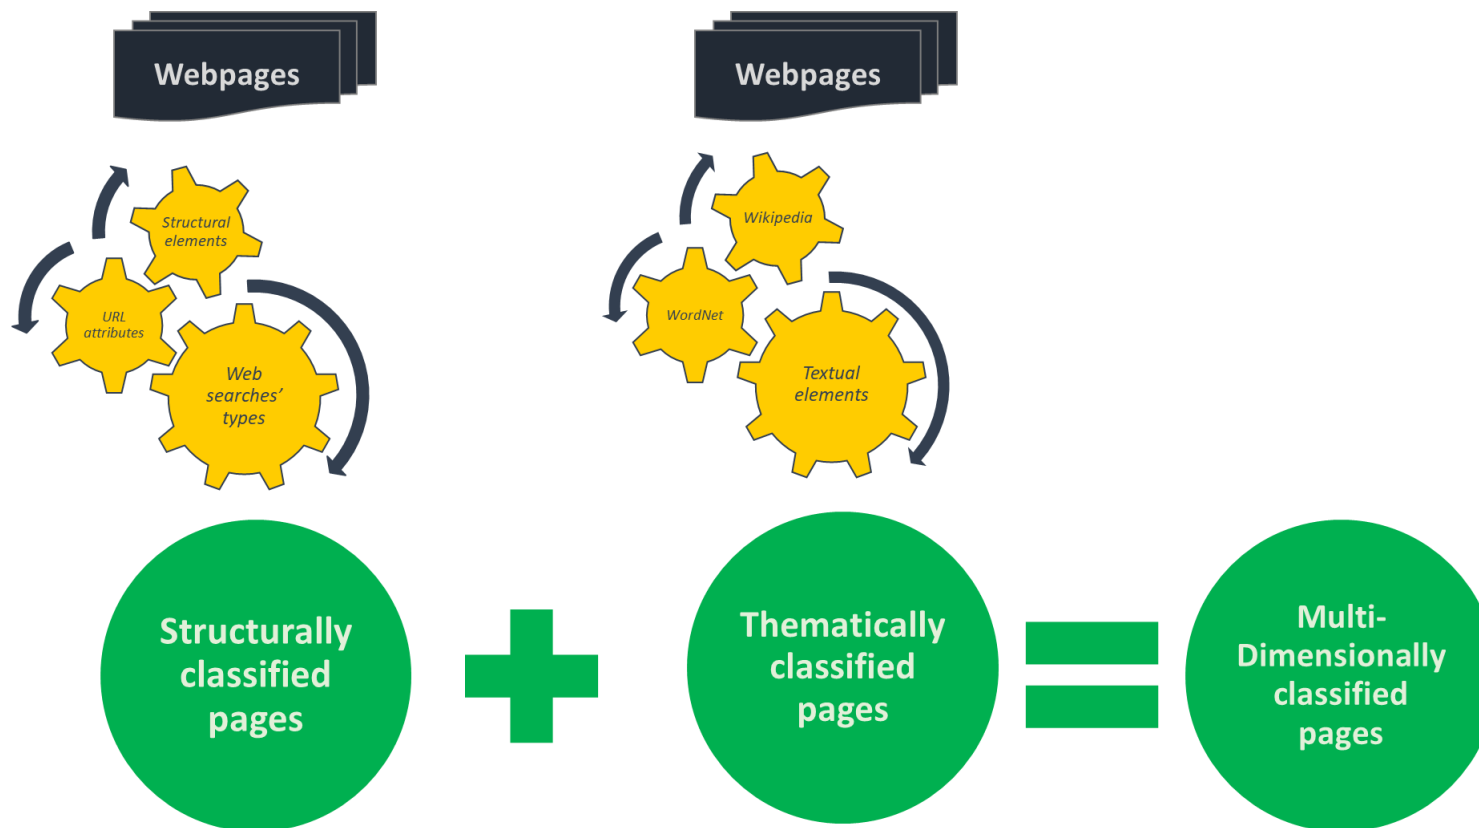 Webpages
Structural
elements
URL
attributes
Web
searches’
types
Structurally
classified
pages
Webpages
Wikipedia
WordNet
Textual
elements
Thematically
classified
pages
Multi-
Dimensionally
classified
pages